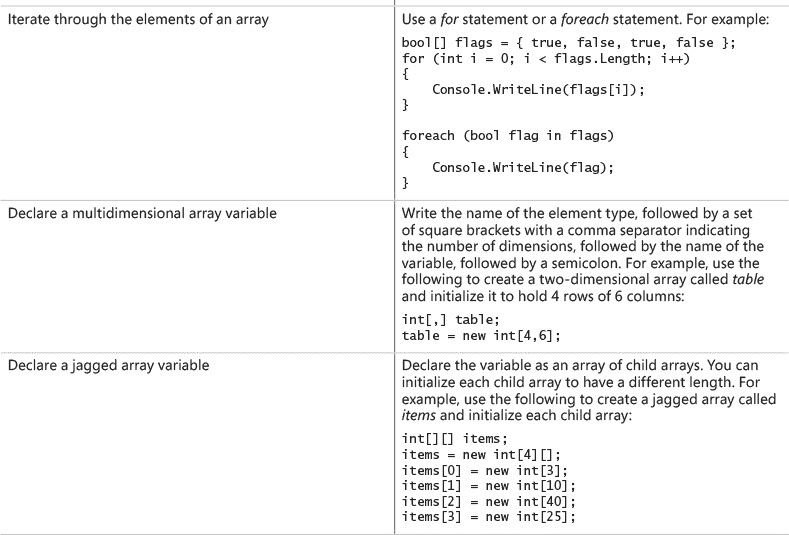 Iterate through the elements of an array
Use a for statement or a foreach statement. For example:
bool[] flags = { true, false, true, false };
for (int i = 0; i < flags.Length; i++)
{
    Console.WriteLine(flags[i]);
}
foreach (bool flag in flags)
{
    Console.WriteLine(flag);
}
Declare a multidimensional array variable
Write the name of the element type, followed by a set
of square brackets with a comma separator indicating
the number of dimensions, followed by the name of the
variable, followed by a semicolon. For example, use the
following to create a two-dimensional array called table
and initialize it to hold 4 rows of 6 columns:
int[,] table;
table = new int[4,6];
Declare a jagged array variable
Declare the variable as an array of child arrays. You can
initialize each child array to have a different length. For
example, use the following to create a jagged array called
items and initialize each child array:
int[][] items;
items = new int[4][];
items[0] = new int[3];
items[1] = new int[10];
items[2] = new int[40];
items[3] = new int[25];